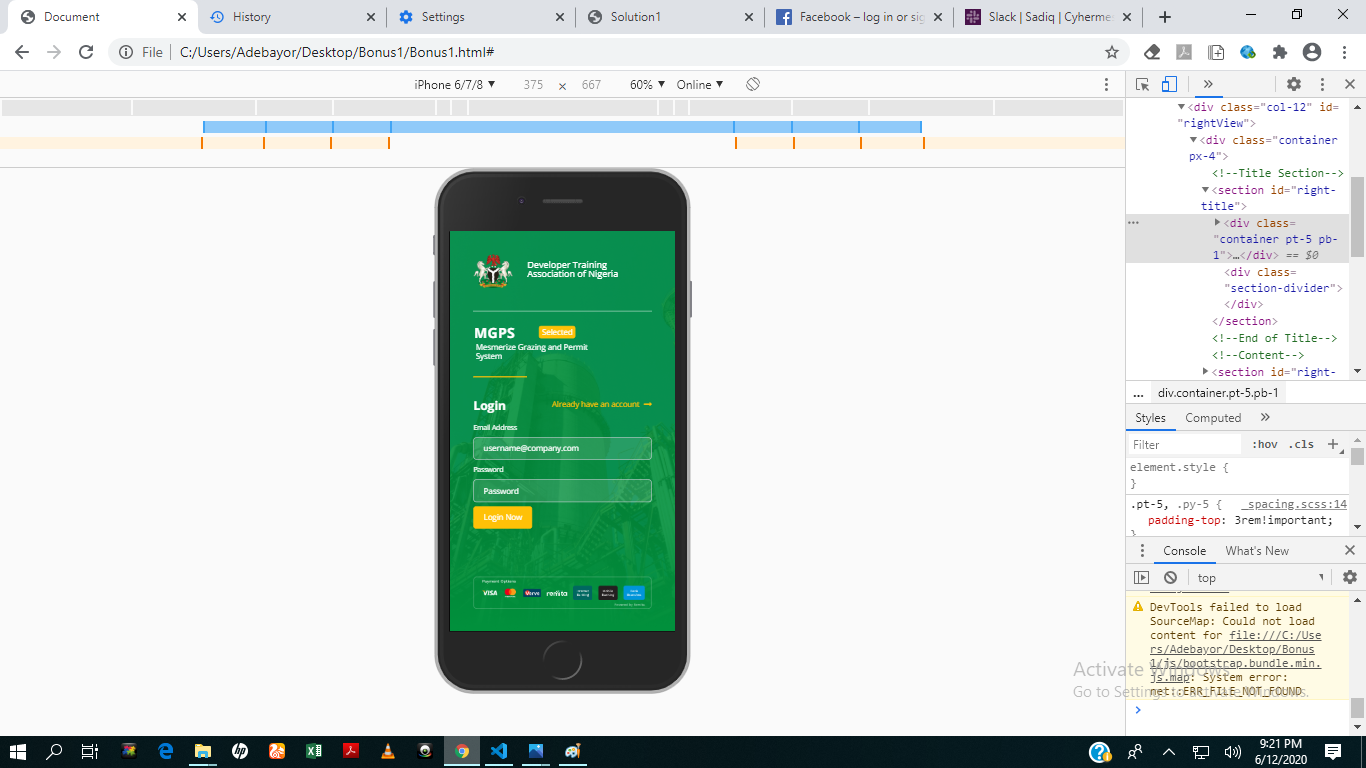 Document
History
Settings
Solution1
Facebook – log in or sig
Slack | Sadiq | Cyherme
File
C:/Users/Adebayor/Desktop/Bonus1/Bonus1.html#
iPhone 6/7/8
375
x
667
60%
Online
Developer Training
Association of Nigeria
MGPS
Selected
Mesmerize Grazing and Permit
System
Login
Already have an account
Email Address
username@company.com
Password
Password
Login Now
Payment Options
VISA
Verve
remita
<div class="col-12" id=
"rightView">
<div class="container
px-4">
<!--Title Section-->
<section id="right-
title">
<div class=
"container pt-5 pb-
1">…</div> == $0
<div class=
"section-divider">
</div>
</section>
<!--End of Title-->
<!--Content-->
<section id="right-
...
div.container.pt-5.pb-1
Styles
Computed
Filter
:hov
.cls
element.style {
}
.pt-5, .py-5 {
_spacing.scss:14
padding-top: 3rem!important;
}
Console
What's New
top
DevTools failed to load
SourceMap: Could not load
content for file:///C:/Use
rs/Adebayor/Desktop/Bonus
1/js/bootstrap.bundle.min.
js.map: System error:
net::ERR_FILE_NOT_FOUND
Activate Windows
Go to Settings to activate Windows.
9:21 PM
6/12/2020